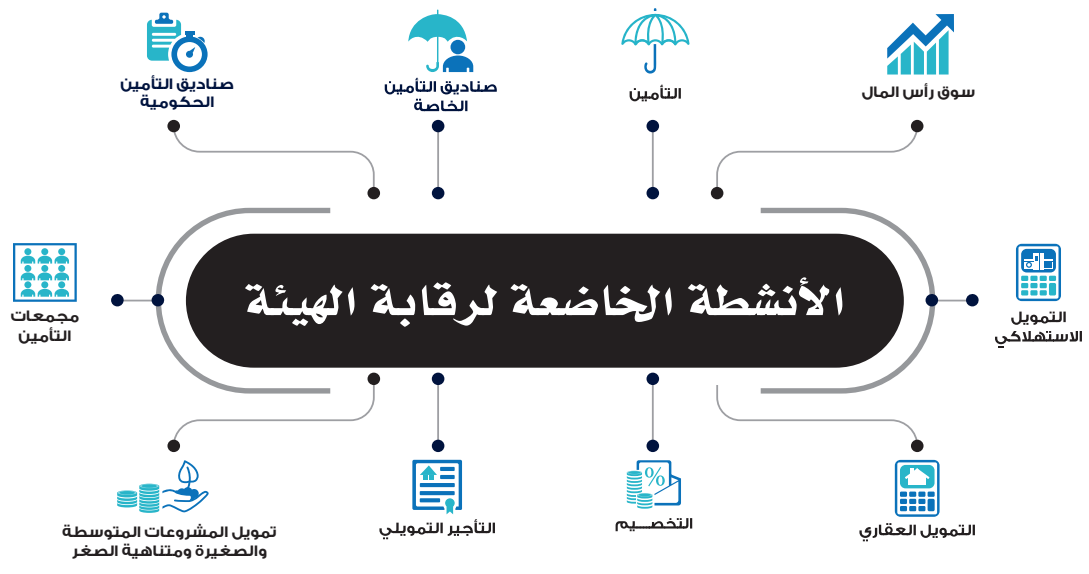 سوق رأس المال
التأمين
صناديق التأمين
الخاصة
صناديق التأمين
الحكومية
الأنشطة الخاضعة لرقابة الهيئة
التمويل
الاستهلاكي
مجمعات
التأمين
التمويل العقاري
%
التخصـــيم
التأجير التمويلي
تمويل المشروعات المتوسطة
والصغيرة ومتناهية الصغر